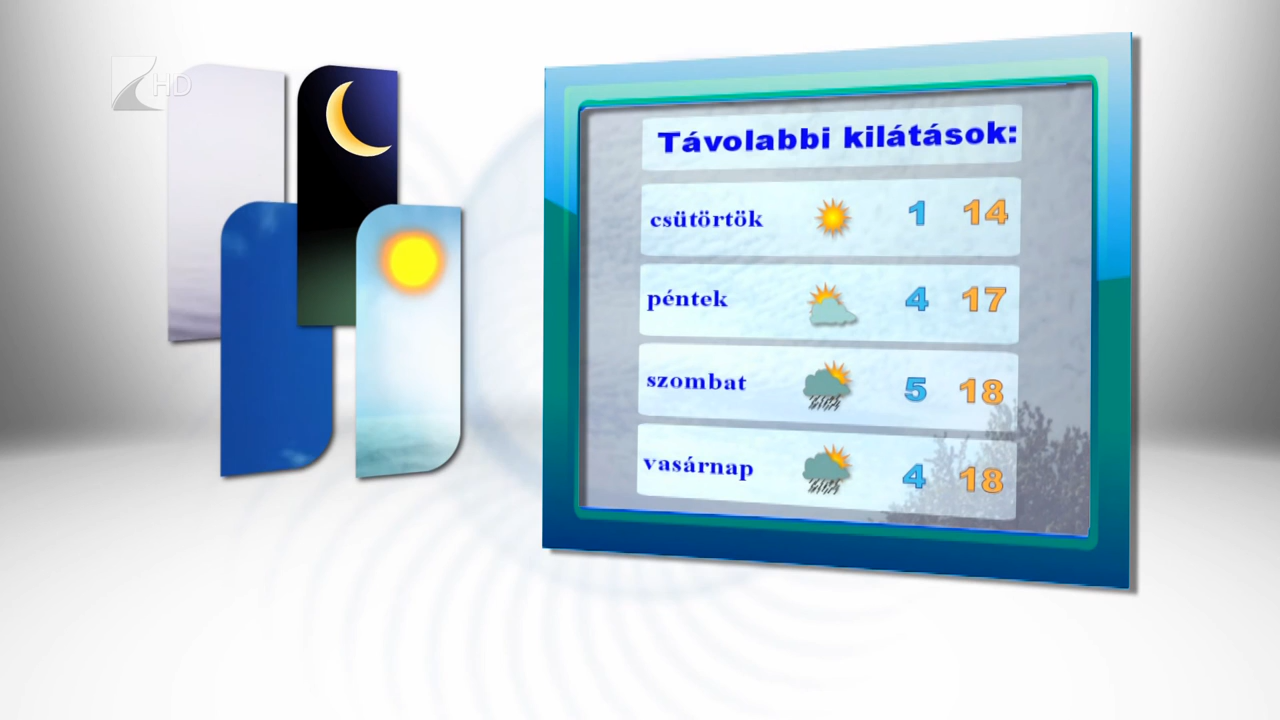 HD
Távolabbi kilátások:
csütörtök 1 14
péntek 4 17
szombat 5 18
vasárnap 4 18